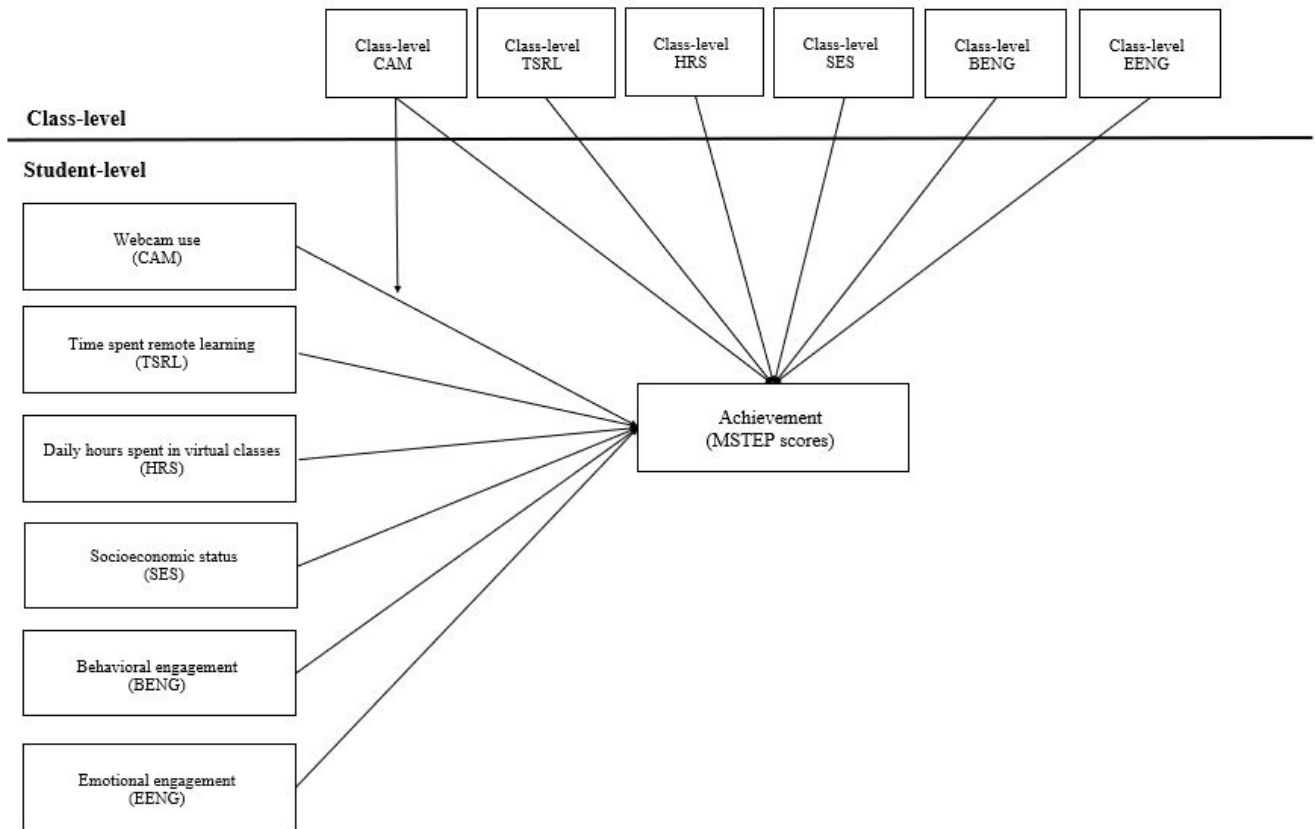 Class-level
CAM
Class-level
TSRL
Class-level
HRS
Class-level
SES
Class-level
BENG
Class-level
EENG
Class-level
Student-level
Webcam use
(CAM)
Time spent remote learning
(TSRL)
Daily hours spent in virtual classes
(HRS)
Socioeconomic status
(SES)
Behavioral engagement
(BENG)
Emotional engagement
(EENG)
Achievement
(MSTEP scores)